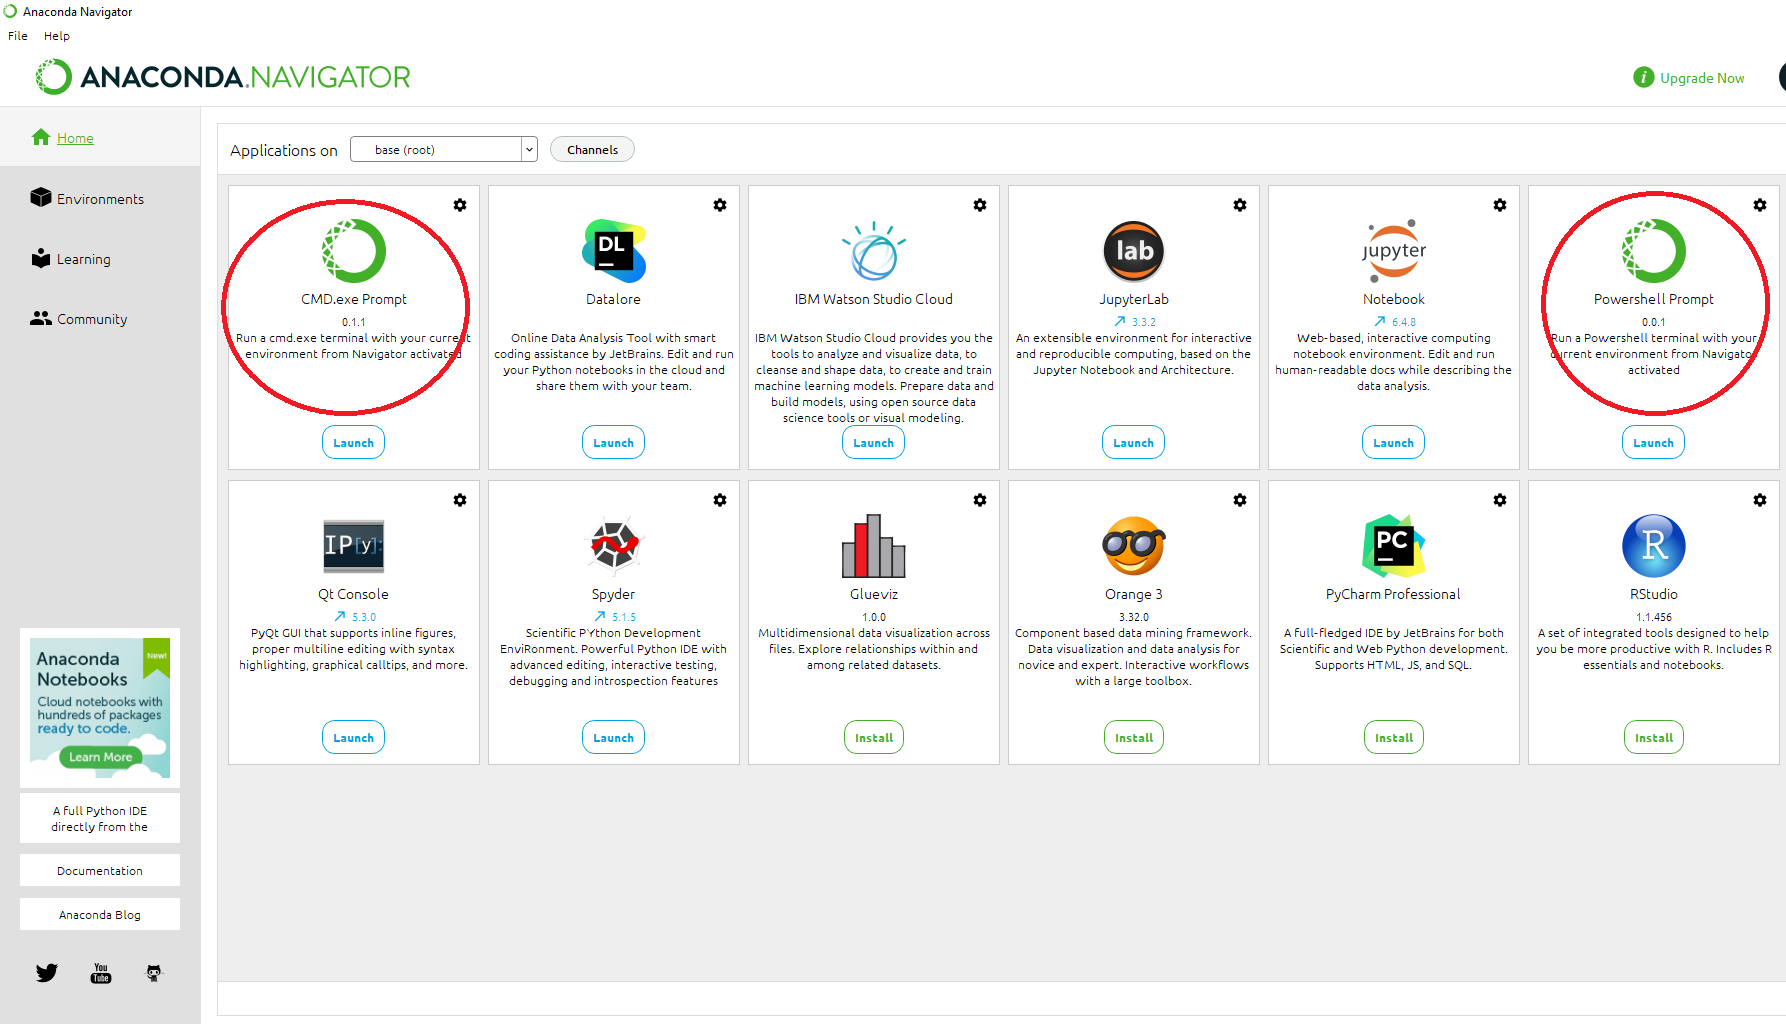 Anaconda Navigator
File Help
ANACONDA.NAVIGATOR
i Upgrade Now
Home
Environments
Learning
Community
Applications on base (root) Channels
CMD.exe Prompt
0.1.1
Run a cmd.exe terminal with your current
environment from Navigator activated
Launch
DL
Datalore
Online Data Analysis Tool with smart
coding assistance by JetBrains. Edit and run
your Python notebooks in the cloud and
share them with your team.
Launch
IBM Watson Studio Cloud
IBM Watson Studio Cloud provides you the
tools to analyze and visualize data, to
cleanse and shape data, to create and train
machine learning models. Prepare data and
build models, using open source data
science tools or visual modeling.
Launch
lab
JupyterLab
3.3.2
An extensible environment for interactive
and reproducible computing, based on the
Jupyter Notebook and Architecture.
Launch
jupyter
Notebook
6.4.8
Web-based, interactive computing
notebook environment. Edit and run
human-readable docs while describing the
data analysis.
Launch
Powershell Prompt
0.0.1
Run a Powershell terminal with your
current environment from Navigator
activated
Launch
IP[y]:
Qt Console
5.3.0
PyQt GUI that supports inline figures,
proper multiline editing with syntax
highlighting, graphical calltips, and more.
Launch
Spyder
5.1.5
Scientific PYthon Development
EnviRonment. Powerful Python IDE with
advanced editing, interactive testing,
debugging and introspection features
Launch
Glueviz
1.0.0
Multidimensional data visualization across
files. Explore relationships within and
among related datasets.
Install
Orange 3
3.32.0
Component based data mining framework.
Data visualization and data analysis for
novice and expert. Interactive workflows
with a large toolbox.
Install
PC
PyCharm Professional
A full-fledged IDE by JetBrains for both
Scientific and Web Python development.
Supports HTML, JS, and SQL.
Install
R
RStudio
1.1.456
A set of integrated tools designed to help
you be more productive with R. Includes R
essentials and notebooks.
Install
Anaconda
Notebooks
New!
Cloud notebooks with
hundreds of packages
ready to code.
Learn More
A full Python IDE
directly from the
Documentation
Anaconda Blog
You
Tube